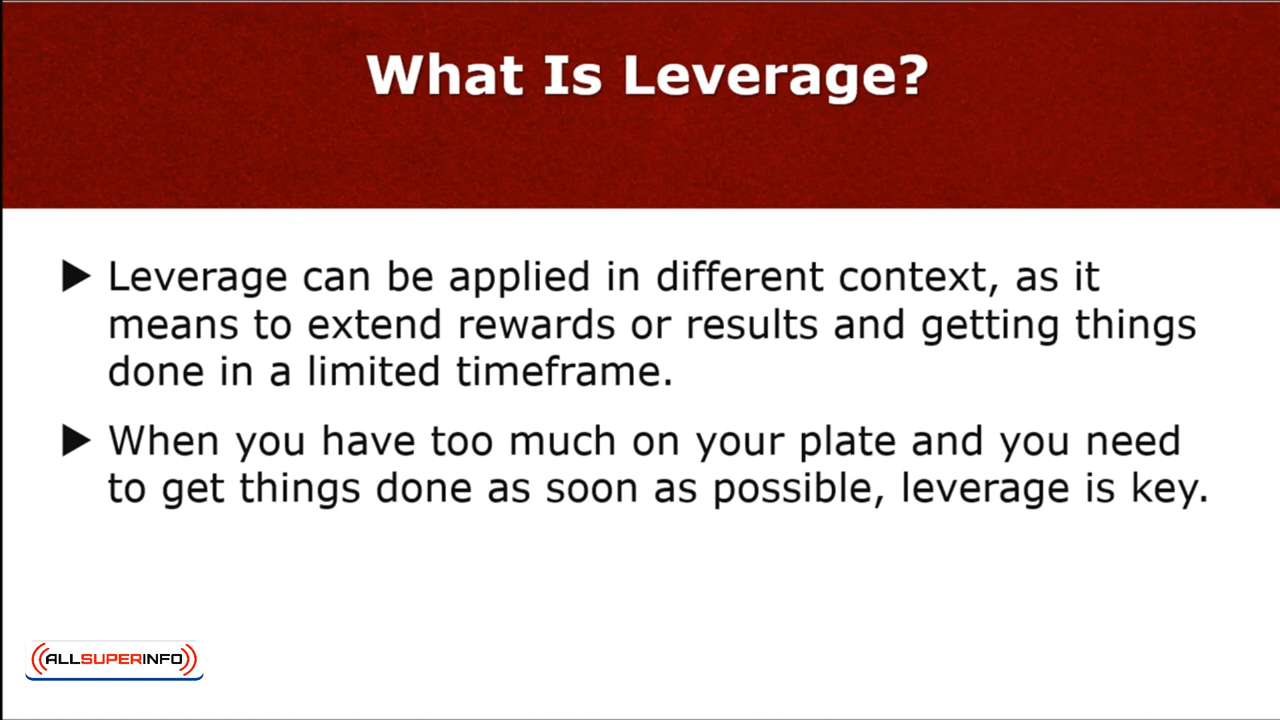 What Is Leverage?
Leverage can be applied in different context, as it
means to extend rewards or results and getting things
done in a limited timeframe.
When you have too much on your plate and you need
to get things done as soon as possible, leverage is key.
ALLSUPERINFO